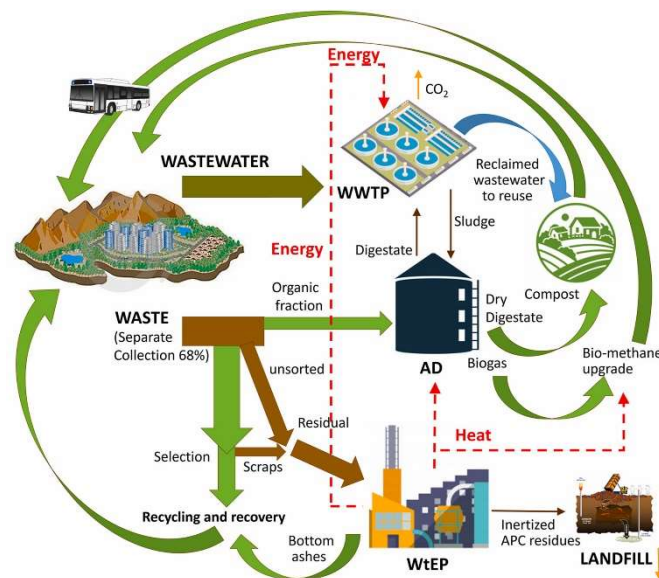 Energy
CO₂
WASTEWATER
WWTP
Reclaimed
wastewater
to reuse
Sludge
Digestate
Energy
Compost
Organic
fraction
WASTE
(Separate
Collection 68%)
Dry
Digestate
AD
Biogas
Bio-methane
upgrade
unsorted
Residual
Heat
Selection
Scraps
Recycling and recovery
Bottom
ashes
WtEP
Inertized
APC residues
LANDFILL